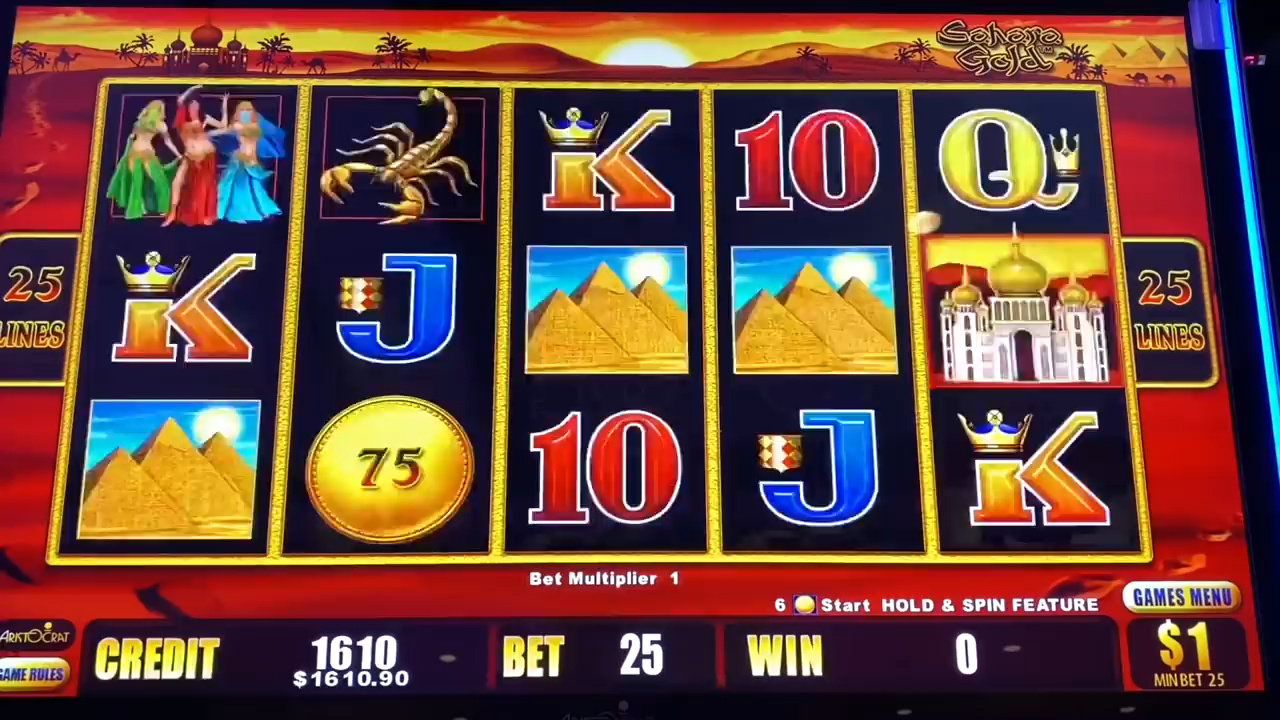 Sahara
Gold™
K 10 Q
25
LINES
K J
25
LINES
75 10 J K
Bet Multiplier 1
6 Start HOLD & SPIN FEATURE
GAMES MENU
ARISTOCRAT
GAME RULES
CREDIT 1610
$1610.90
BET 25
WIN 0
$1
MIN BET 25